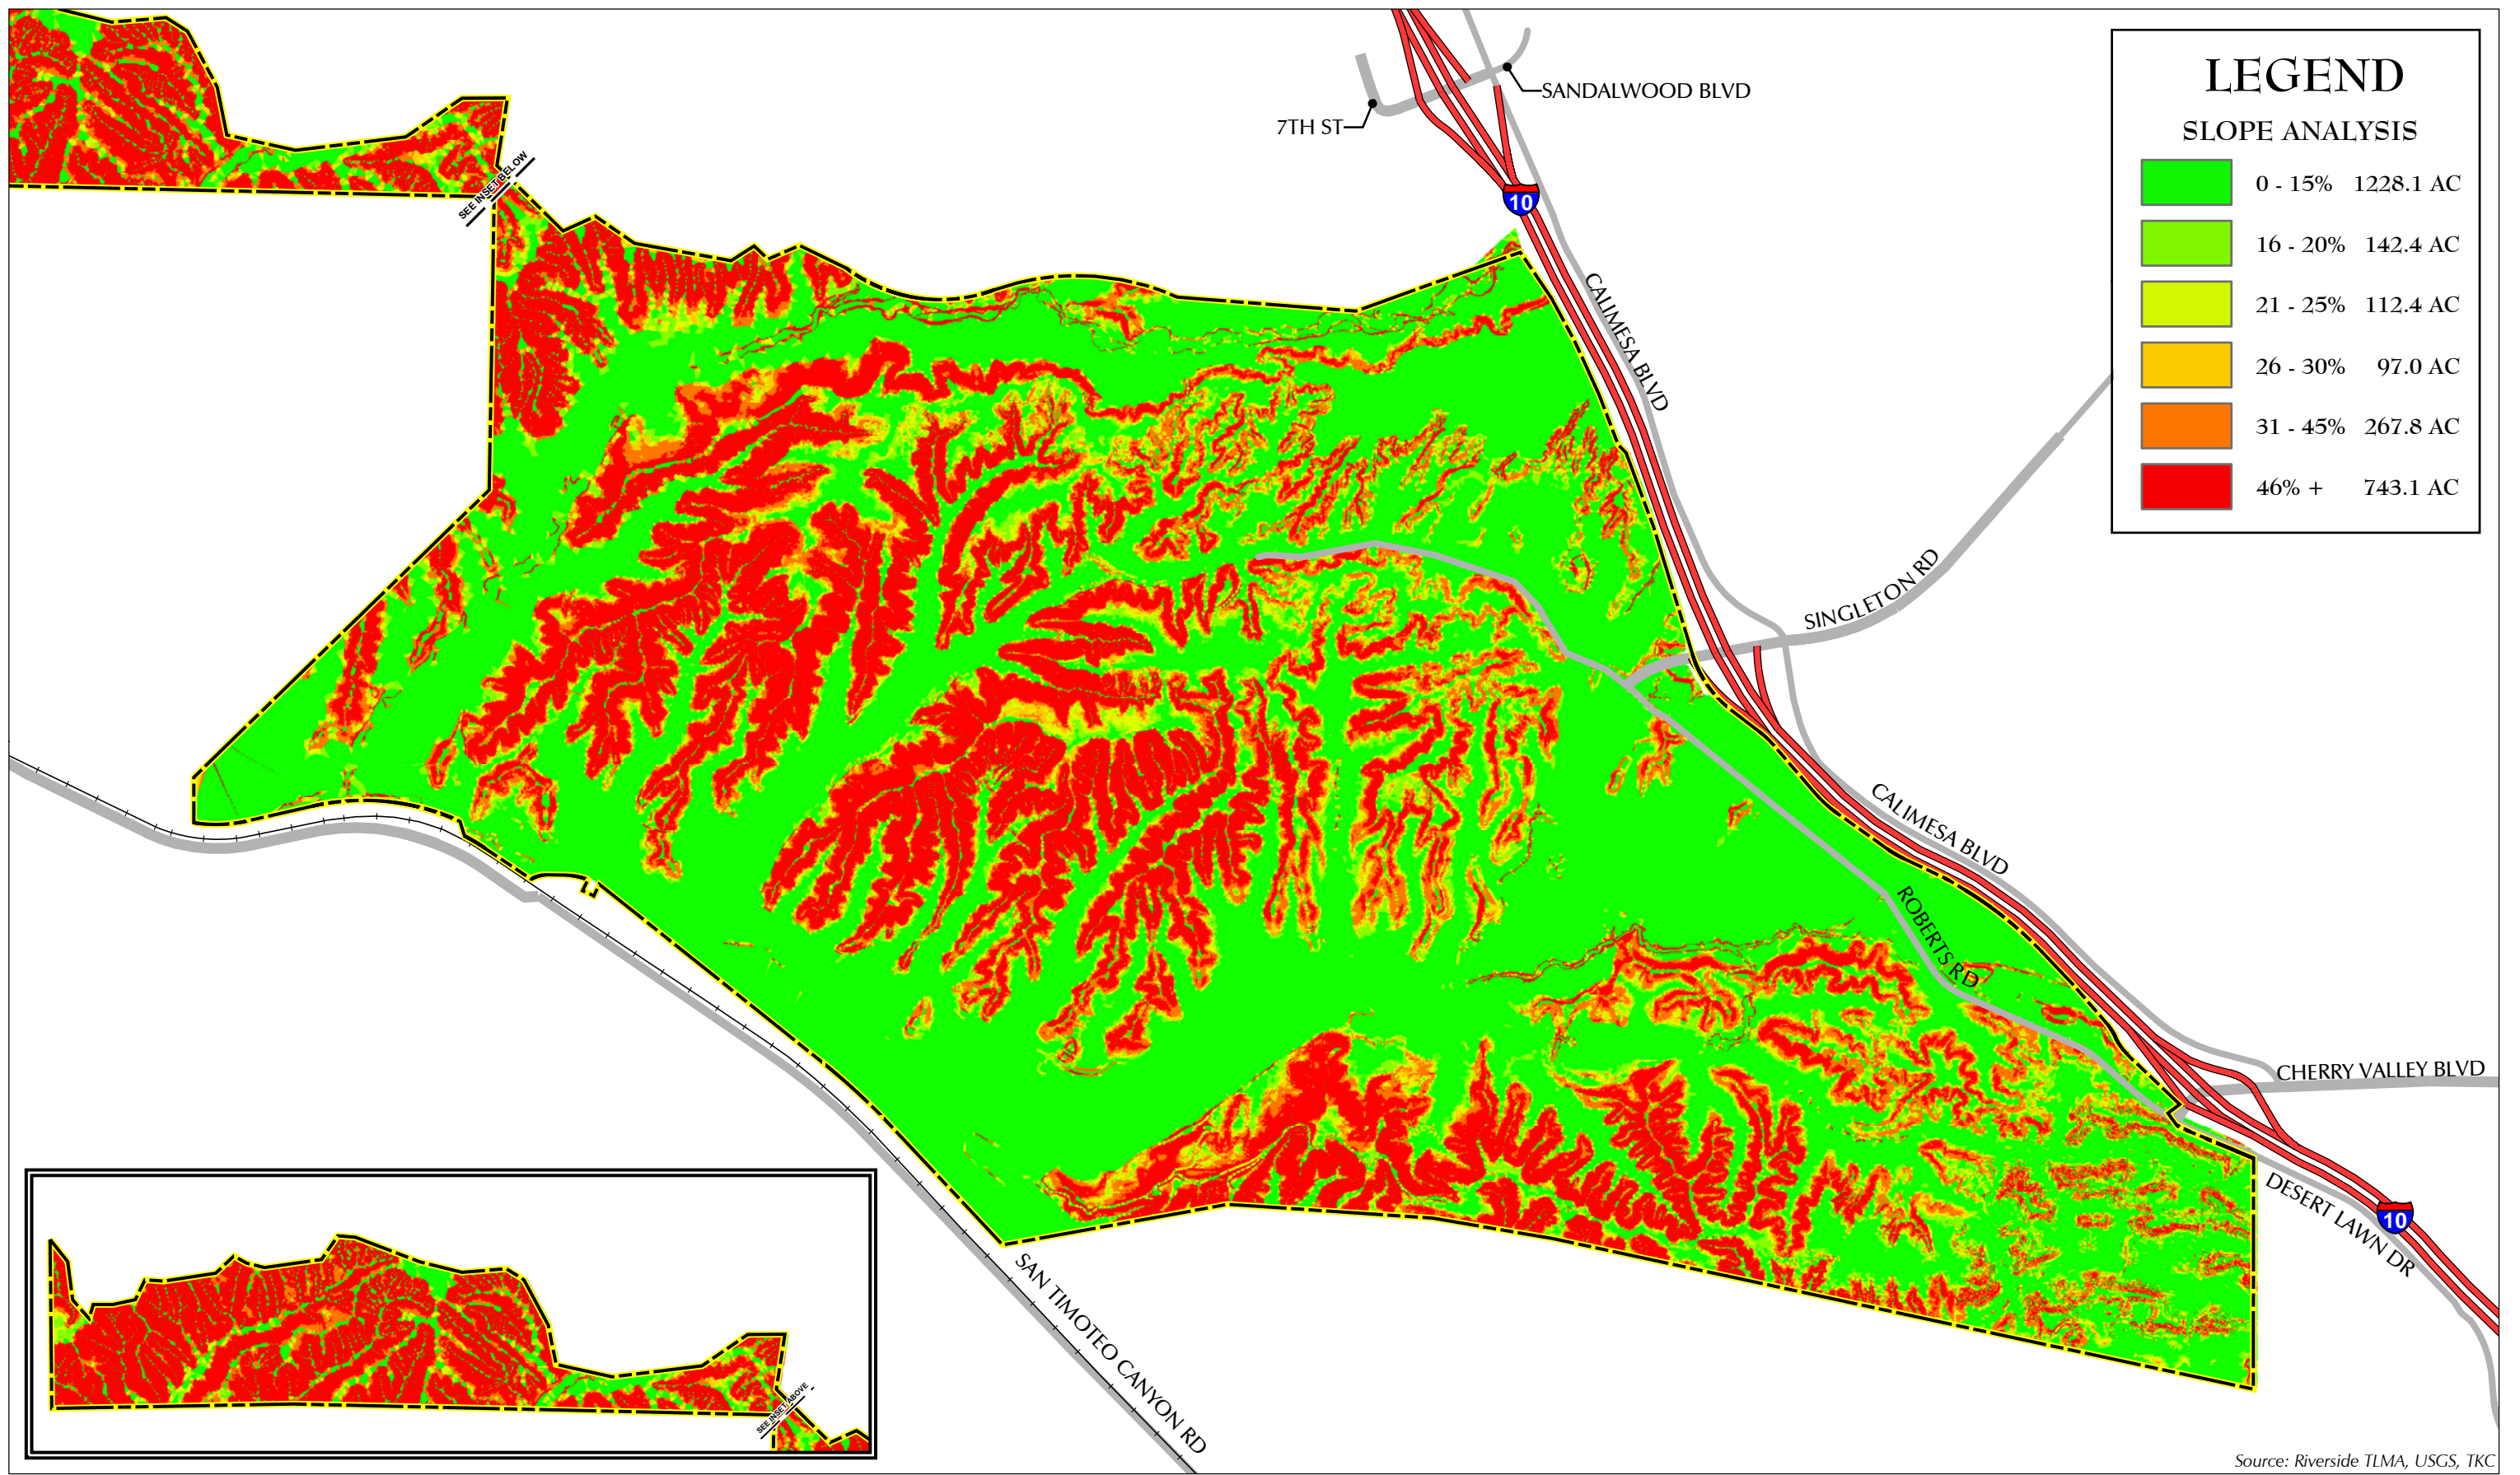 LEGEND
SLOPE ANALYSIS
0 - 15% 1228.1 AC
16 - 20% 142.4 AC
21 - 25% 112.4 AC
26 - 30% 97.0 AC
31 - 45% 267.8 AC
46% + 743.1 AC
SANDALWOOD BLVD
7TH ST
SEE INSET BELOW
10
CALIMESA BLVD
SINGLETON RD
CALIMESA BLVD
ROBERTS RD
CHERRY VALLEY BLVD
DESERT LAWN DR
10
SAN TIMOTEO CANYON RD
SEE INSET ABOVE
Source: Riverside TLMA, USGS, TKC